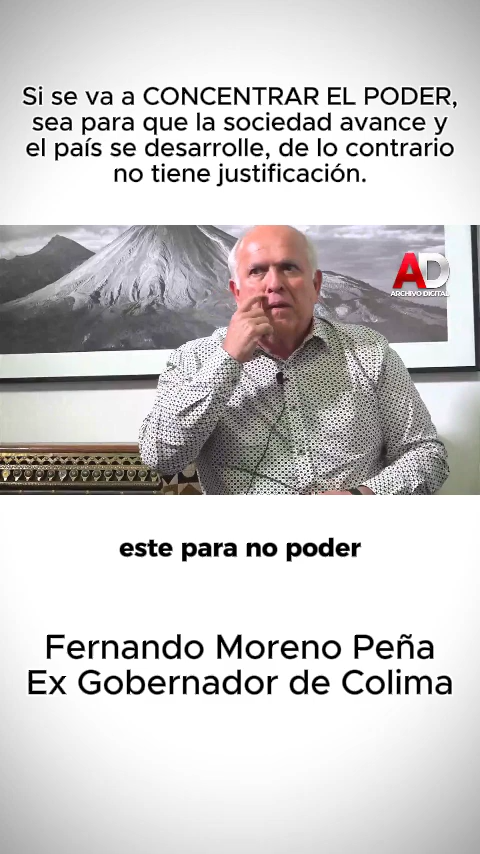 Si se va a CONCENTRAR EL PODER,
sea para que la sociedad avance y
el país se desarrolle, de lo contrario
no tiene justificación.
AD
ARCHIVO DIGITAL
este para no poder
Fernando Moreno Peña
Ex Gobernador de Colima